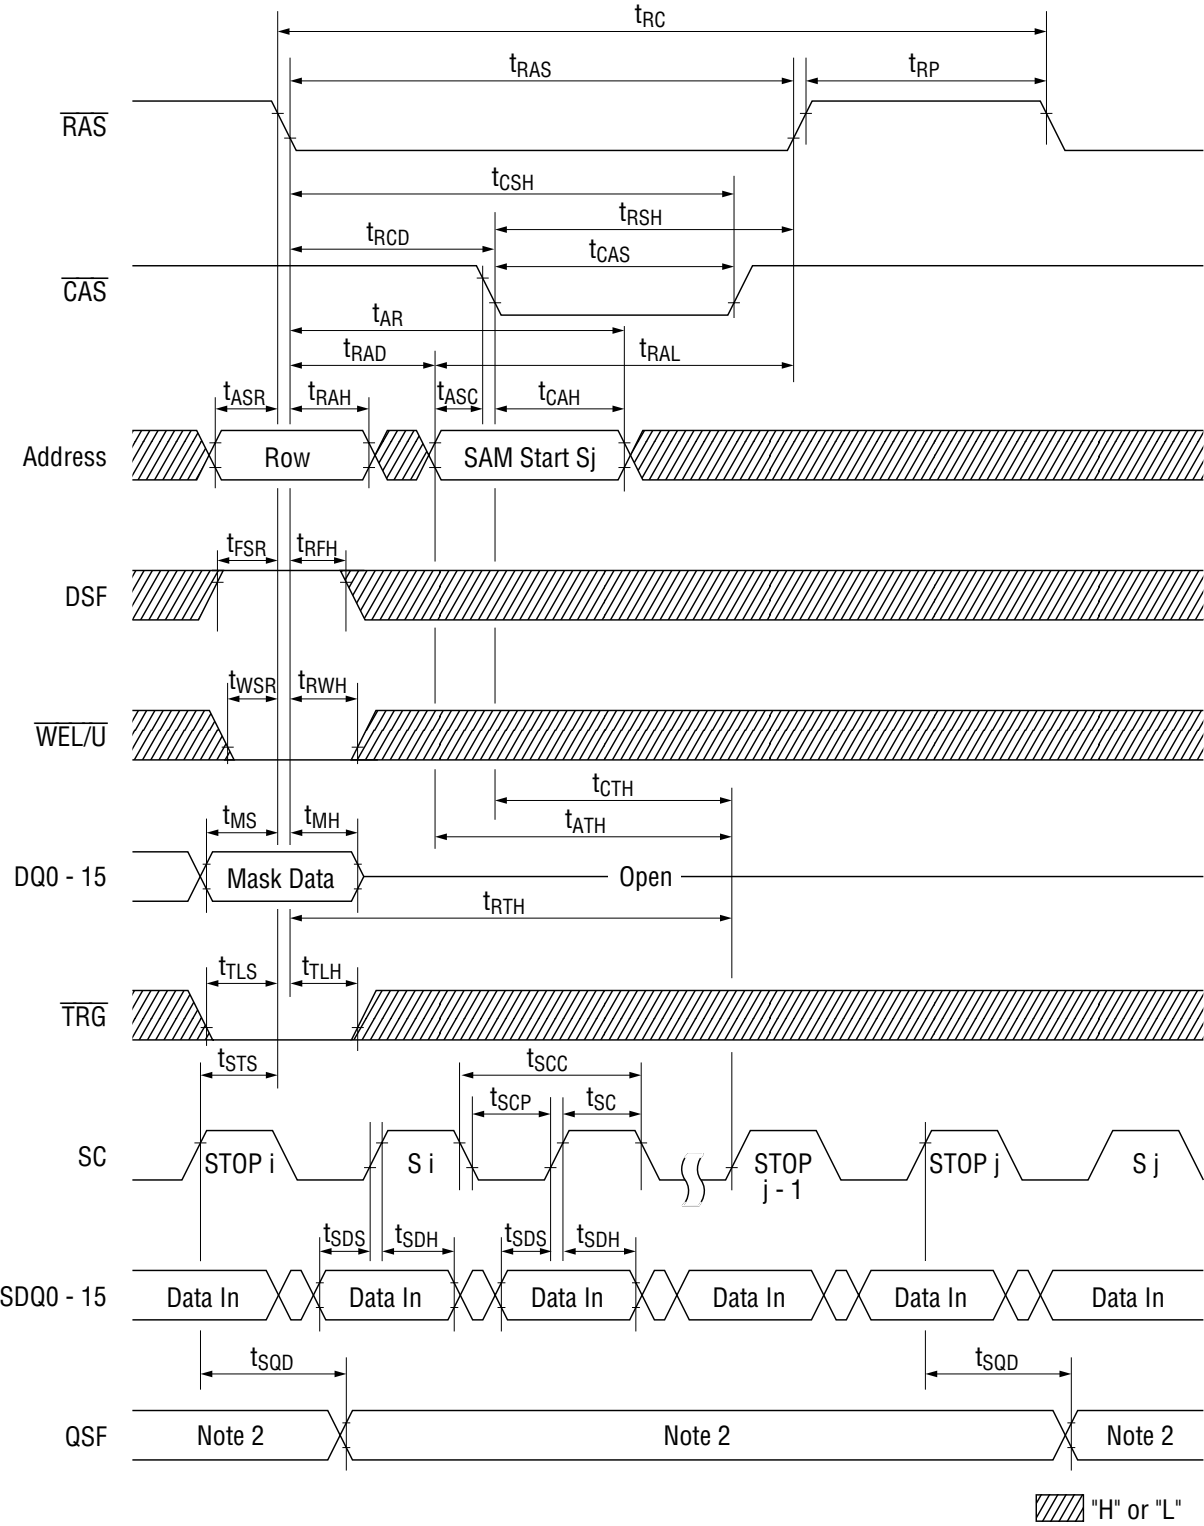 tRC
tRAS
tRP
RAS
tCSH
tRSH
tRCD
tCAS
CAS
tAR
tRAD
tRAL
tASR
tRAH
tASC
tCAH
Address
Row
SAM Start Sj
tFSR
tRFH
DSF
tWSR
tRWH
WEL/U
tCTH
tMS
tMH
tATH
DQ0 - 15
Mask Data
Open
tRTH
tTLS
tTLH
TRG
tSTS
tSCC
tSCP
tSC
SC
STOP i
S i
STOP
j - 1
STOP j
S j
tSDS
tSDH
tSDS
tSDH
SDQ0 - 15
Data In
Data In
Data In
Data In
Data In
Data In
tSQD
tSQD
QSF
Note 2
Note 2
Note 2
"H" or "L"